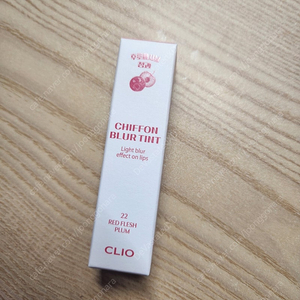 CHIFFON
BLUR TINT
Light blur
effect on lips
22
RED FLESH
PLUM
CLIO